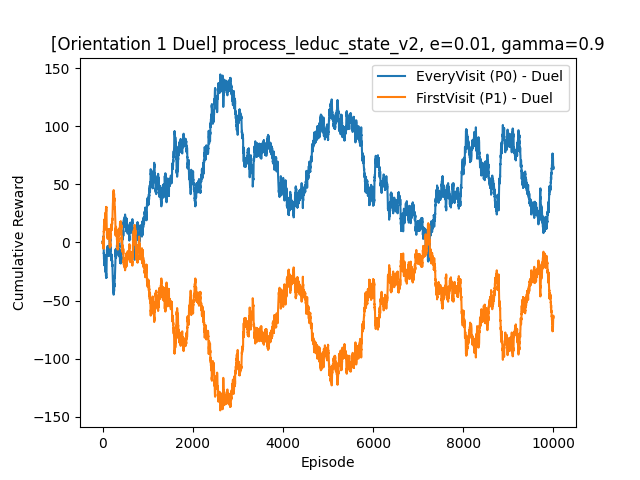 [Orientation 1 Duel] process_leduc_state_v2, e=0.01, gamma=0.9
EveryVisit (P0) - Duel
FirstVisit (P1) - Duel
150
100
50
0
−50
−100
−150
Cumulative Reward
0
2000
4000
6000
8000
10000
Episode